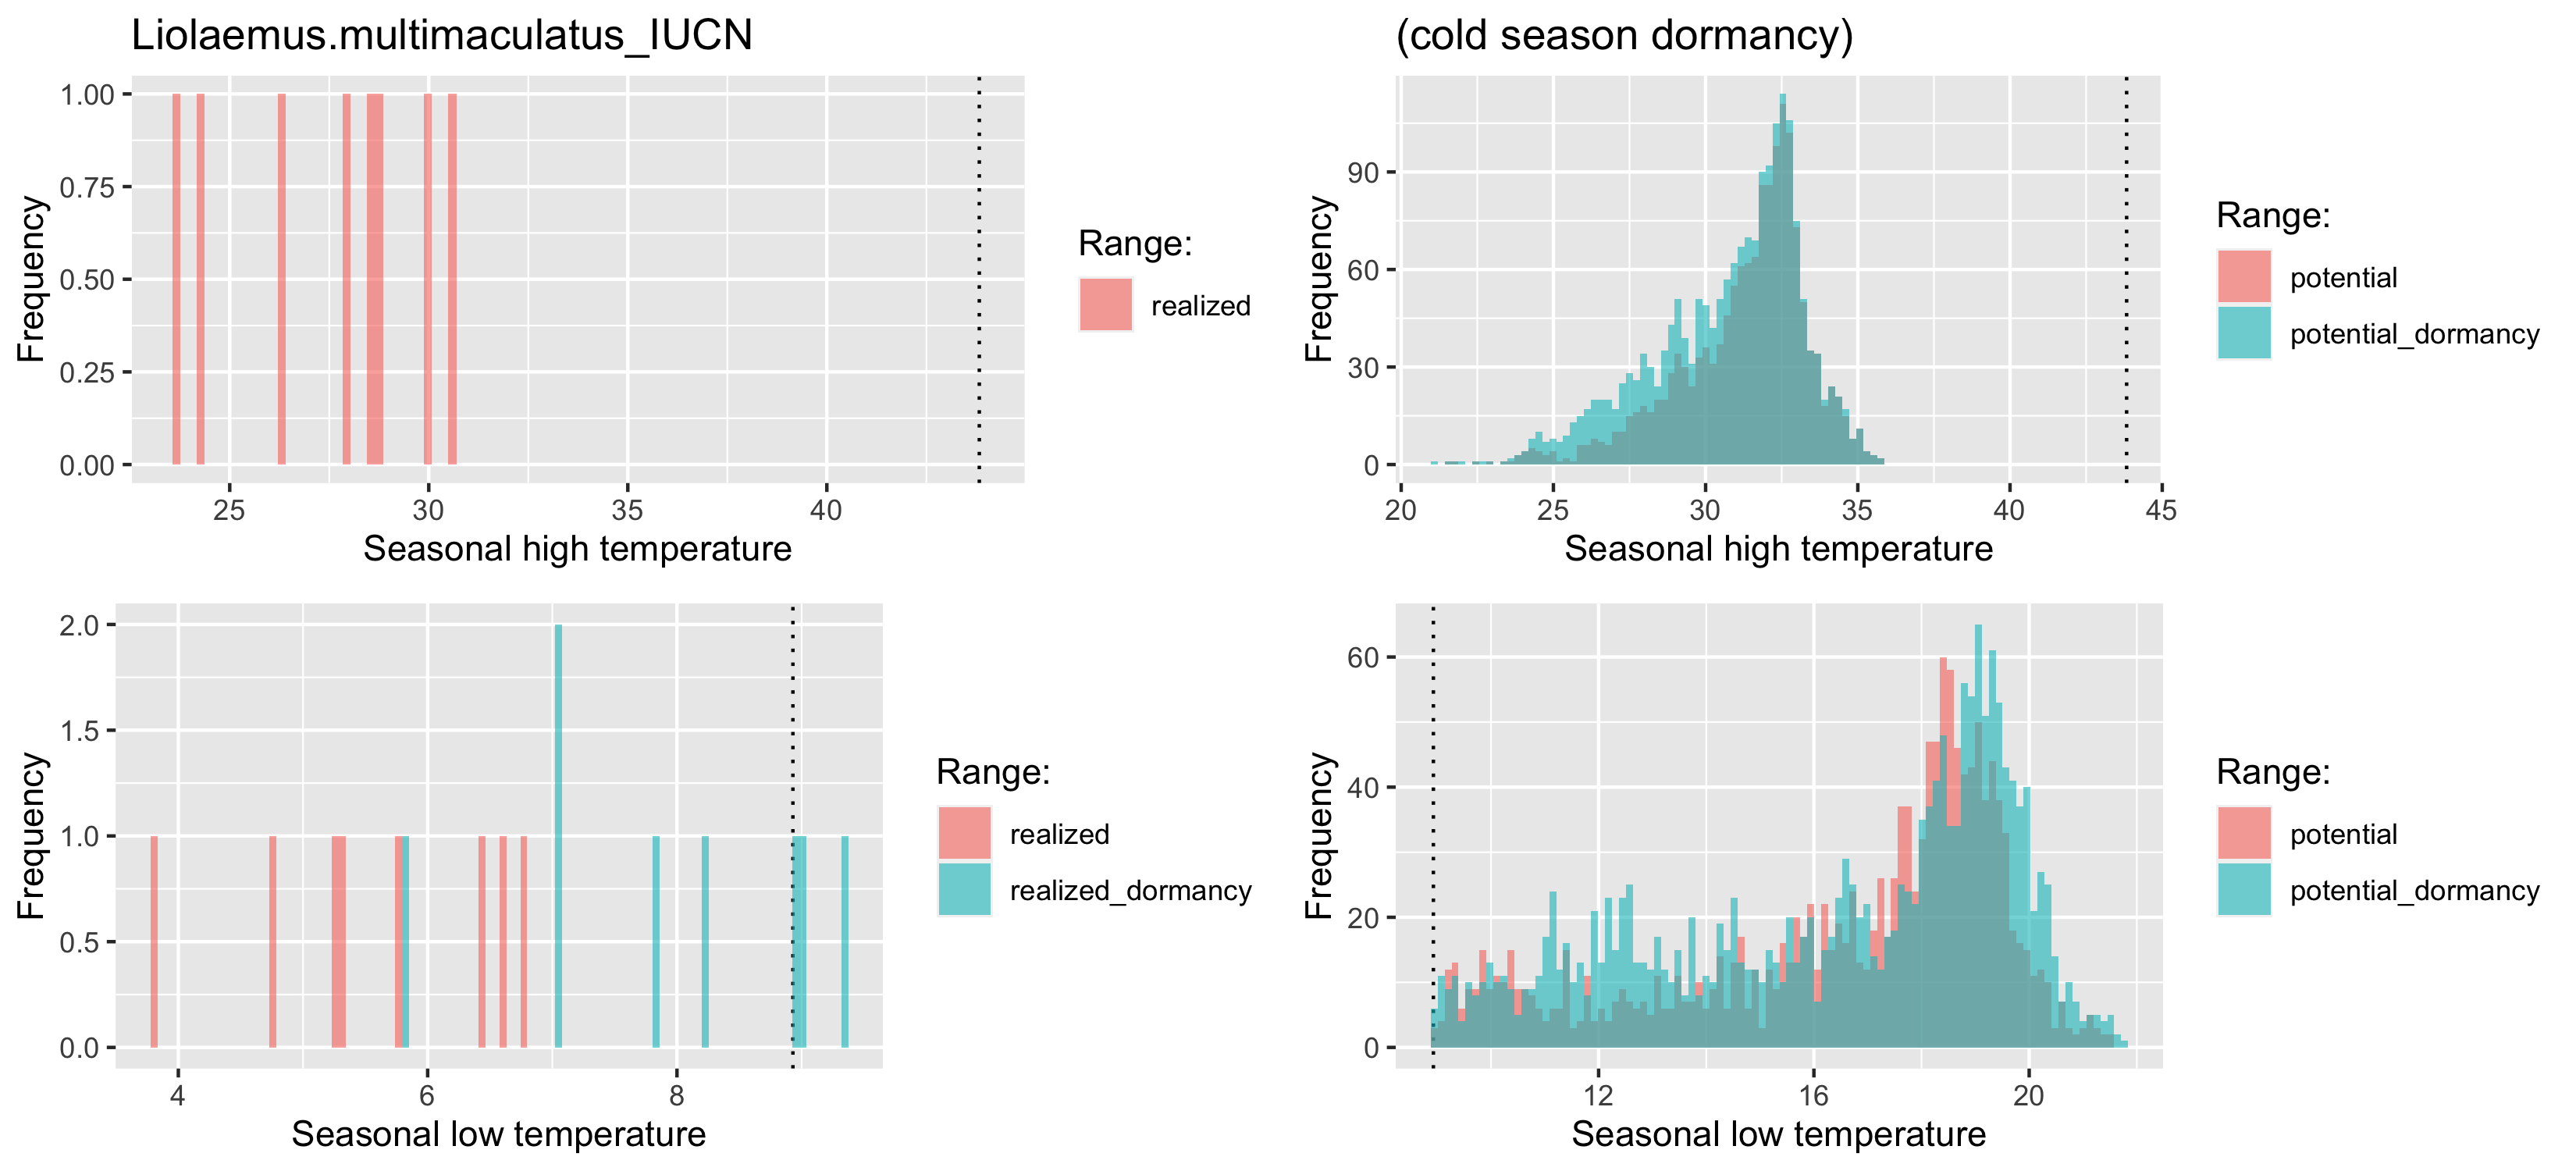 Liolaemus.multimaculatus_IUCN
(cold season dormancy)
1.00
0.75
0.50
0.25
0.00
Frequency
25
30
35
40
Seasonal high temperature
Range:
realized
90
60
30
0
Frequency
20
25
30
35
40
45
Seasonal high temperature
Range:
potential
potential_dormancy
2.0
1.5
1.0
0.5
0.0
Frequency
4
6
8
Seasonal low temperature
Range:
realized
realized_dormancy
60
40
20
0
Frequency
12
16
20
Seasonal low temperature
Range:
potential
potential_dormancy